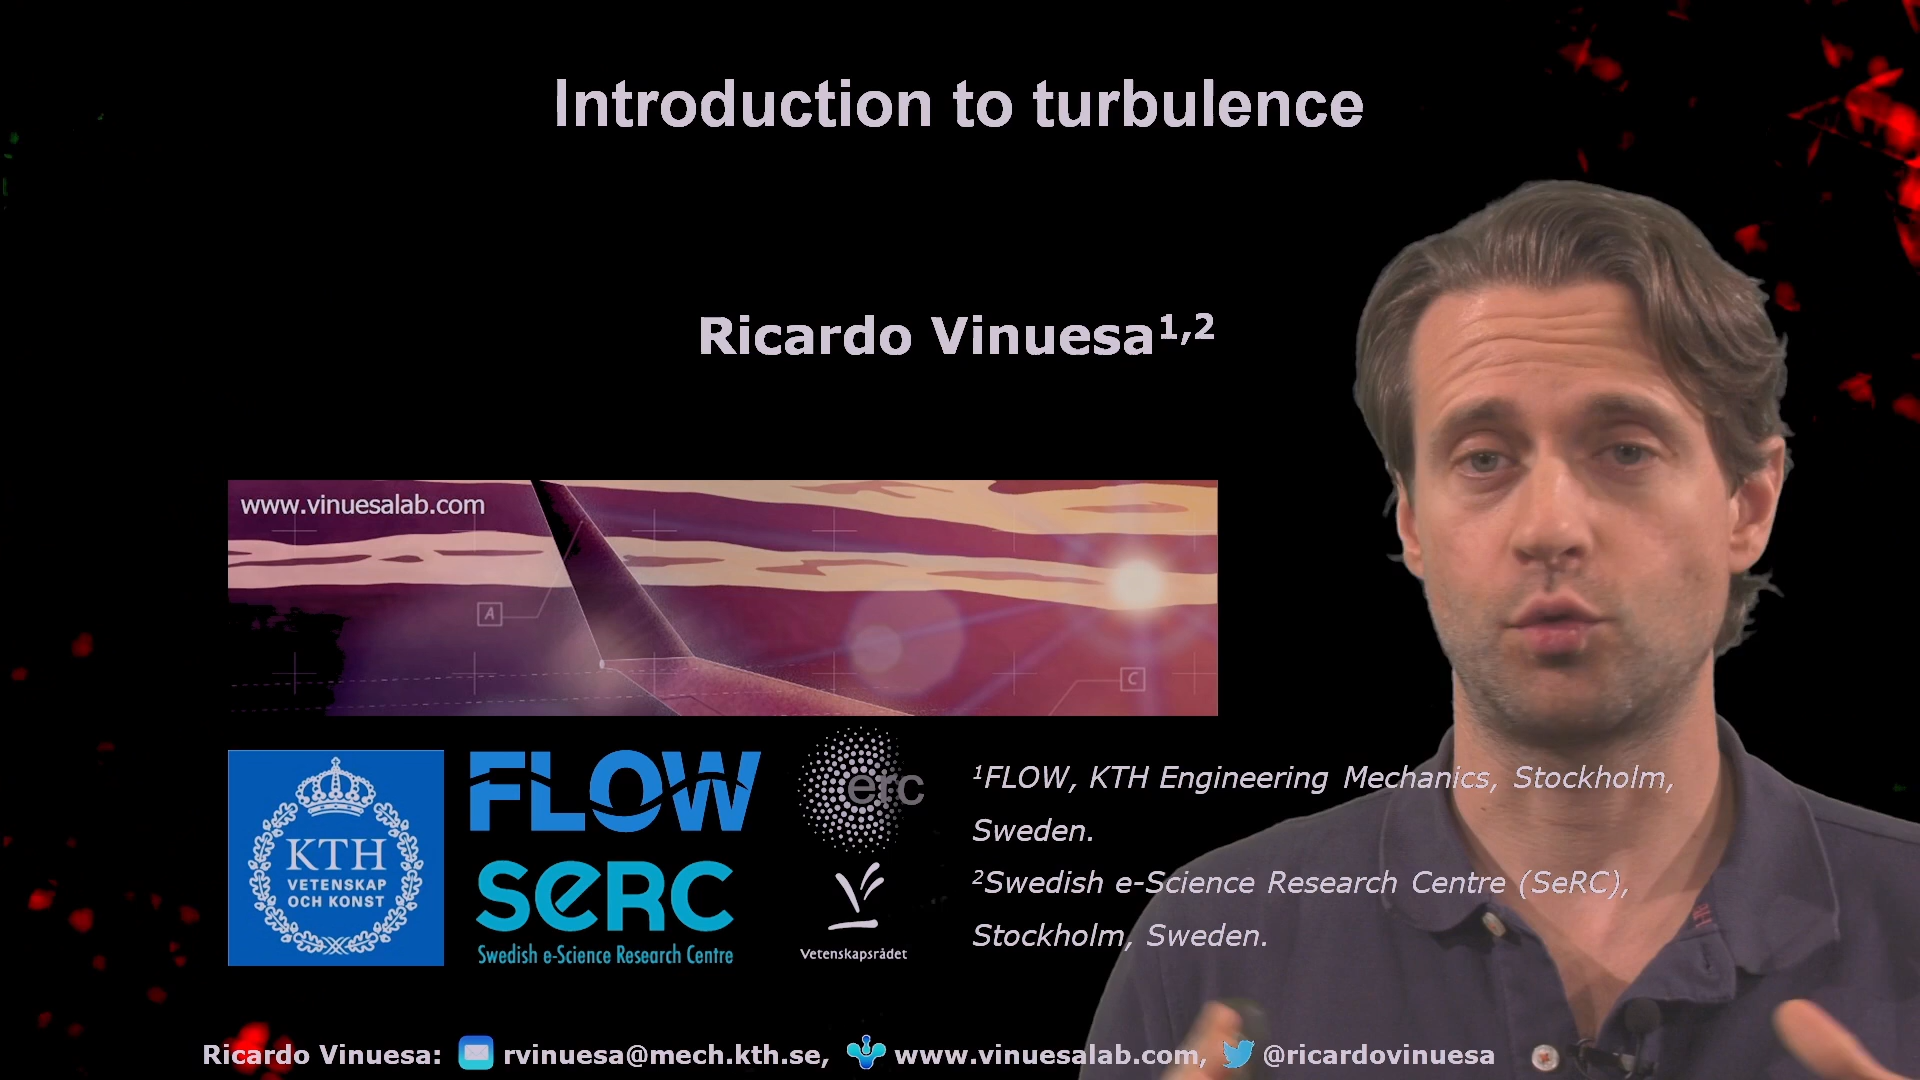 Introduction to turbulence
Ricardo Vinuesa¹,²
www.vinuesalab.com
A
C
FLOW
erc
KTH
VETENSKAP
OCH KONST
SeRC
Swedish e-Science Research Centre
Vetenskapsrådet
¹FLOW, KTH Engineering Mechanics, Stockholm,
Sweden.
²Swedish e-Science Research Centre (SeRC),
Stockholm, Sweden.
Ricardo Vinuesa: rvinuesa@mech.kth.se, www.vinuesalab.com, @ricardovinuesa